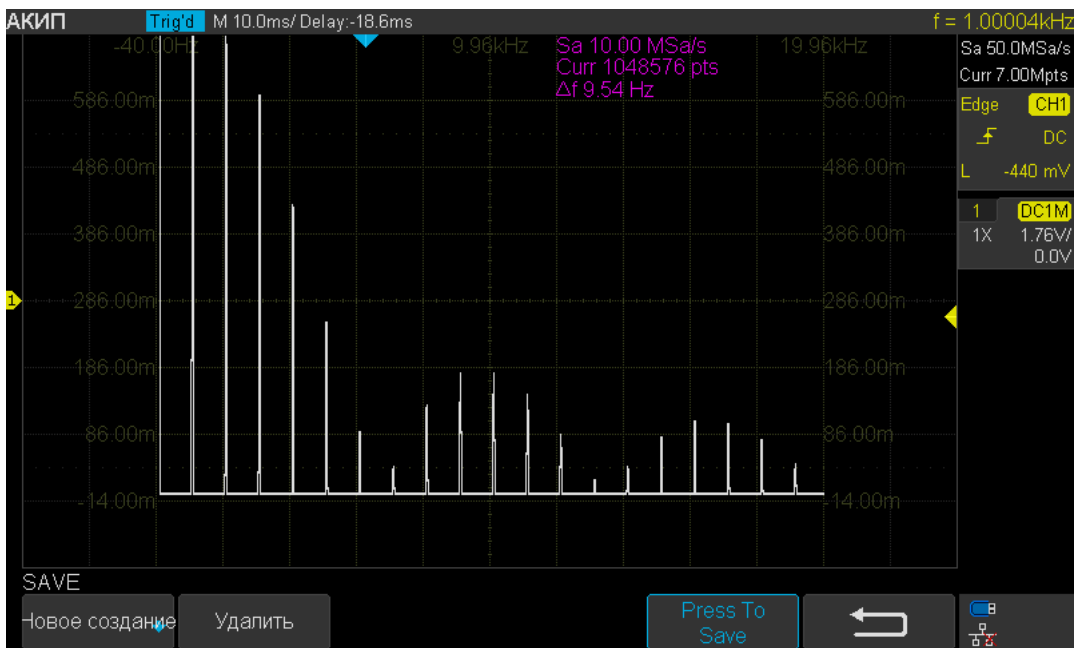 АКИП Trig'd M 10.0ms/ Delay:-18.6ms f = 1.00004kHz
-40.00Hz 9.96kHz Sa 10.00 MSa/s 19.96kHz Sa 50.0MSa/s
Curr 1048576 pts Curr 7.00Mpts
Δf 9.54 Hz
586.00m 586.00m Edge CH1
DC
486.00m 486.00m L -440 mV
1 DC1M
386.00m 386.00m 1X 1.76V/
0.0V
1 286.00m 286.00m
186.00m 186.00m
86.00m 86.00m
-14.00m -14.00m
SAVE
Новое создание Удалить Press To
Save